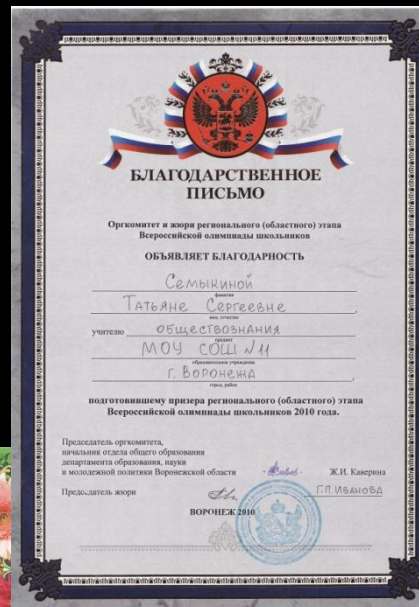 БЛАГОДАРСТВЕННОЕ
ПИСЬМО
Оргкомитет и жюри регионального (областного) этапа
Всероссийской олимпиады школьников
ОБЪЯВЛЯЕТ БЛАГОДАРНОСТЬ
Семыкиной
фамилия
Татьяне Сергеевне
имя, отчество
учителю обществознания
предмет
МОУ СОШ №11
образовательное учреждение
г. Воронежа
город, район
подготовившему призера регионального (областного) этапа
Всероссийской олимпиады школьников 2010 года.
Председатель оргкомитета,
начальник отдела общего образования
департамента образования, науки
и молодежной политики Воронежской области Ж.И. Каверина
Председатель жюри Г.П. Иванова
ВОРОНЕЖ 2010